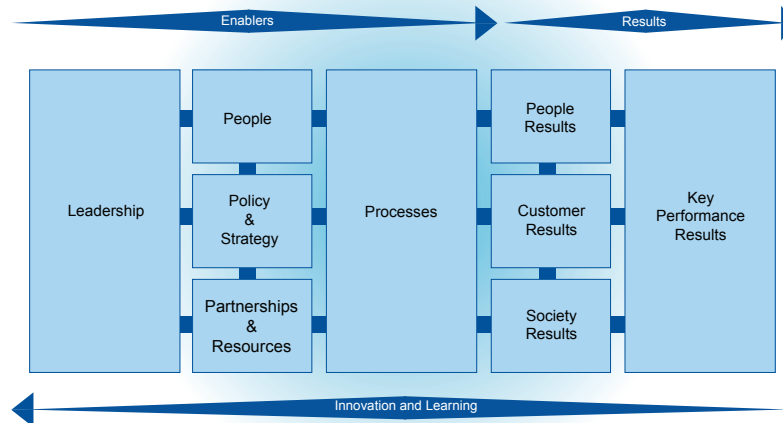 Enablers
Results
Leadership
People
Policy
&
Strategy
Partnerships
&
Resources
Processes
People
Results
Customer
Results
Society
Results
Key
Performance
Results
Innovation and Learning